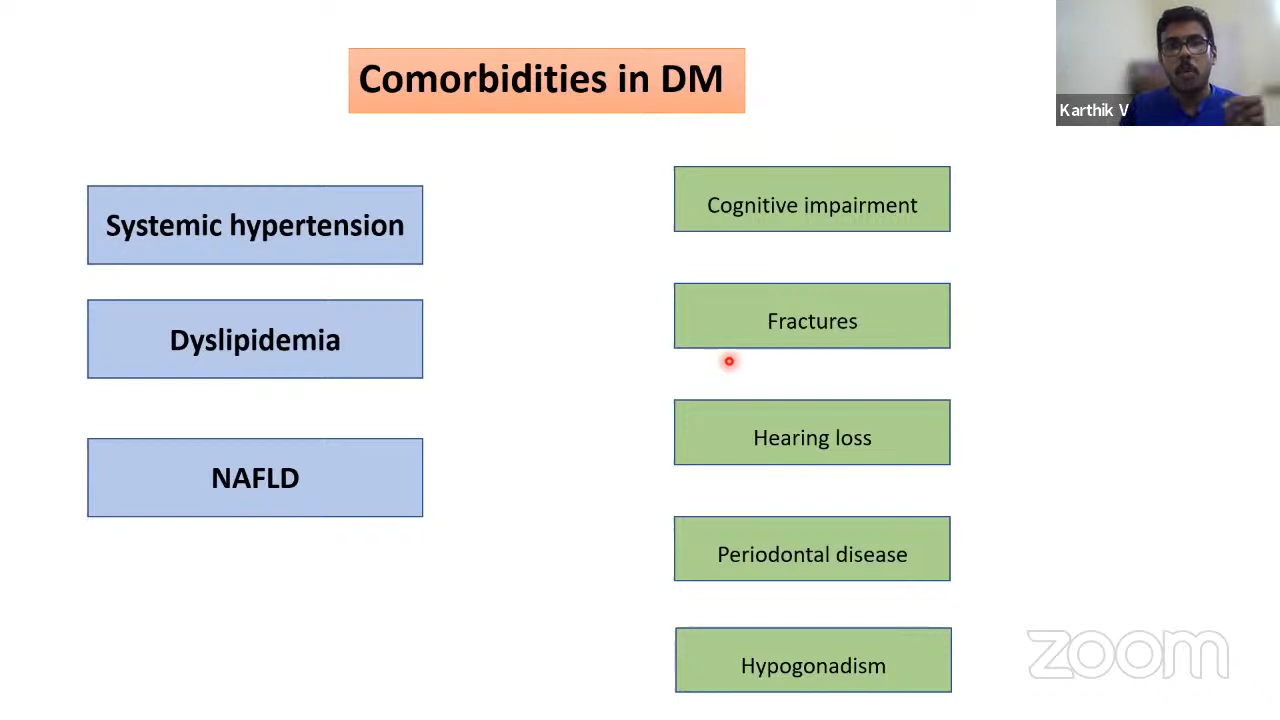 Comorbidities in DM
Karthik V
Systemic hypertension
Dyslipidemia
NAFLD
Cognitive impairment
Fractures
Hearing loss
Periodontal disease
Hypogonadism
zoom